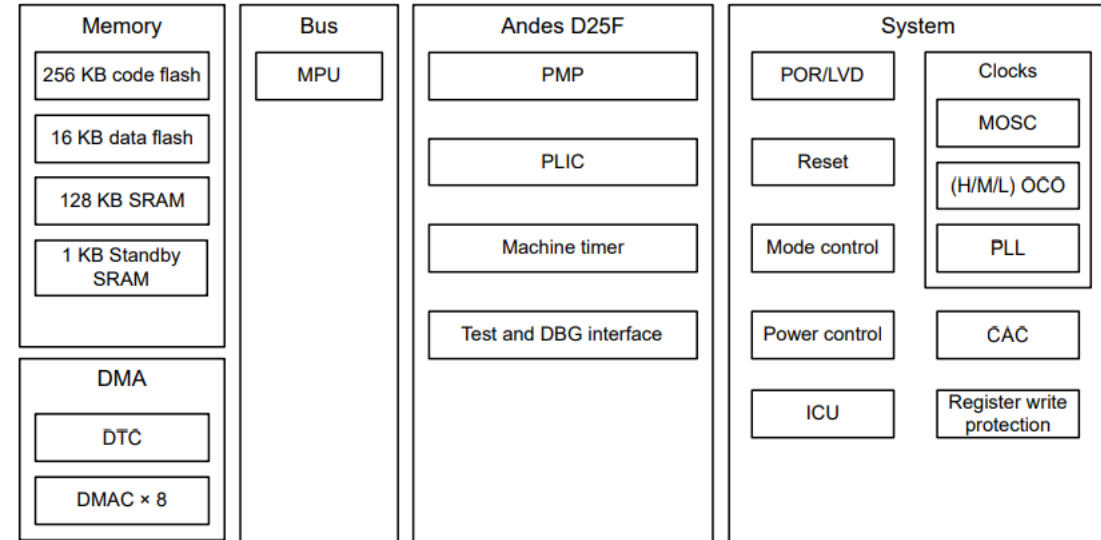 Memory
256 KB code flash
16 KB data flash
128 KB SRAM
1 KB Standby
SRAM
DMA
DTC
DMAC × 8
Bus
MPU
Andes D25F
PMP
PLIC
Machine timer
Test and DBG interface
System
POR/LVD
Reset
Mode control
Power control
ICU
Clocks
MOSC
(H/M/L) OCO
PLL
CAC
Register write
protection